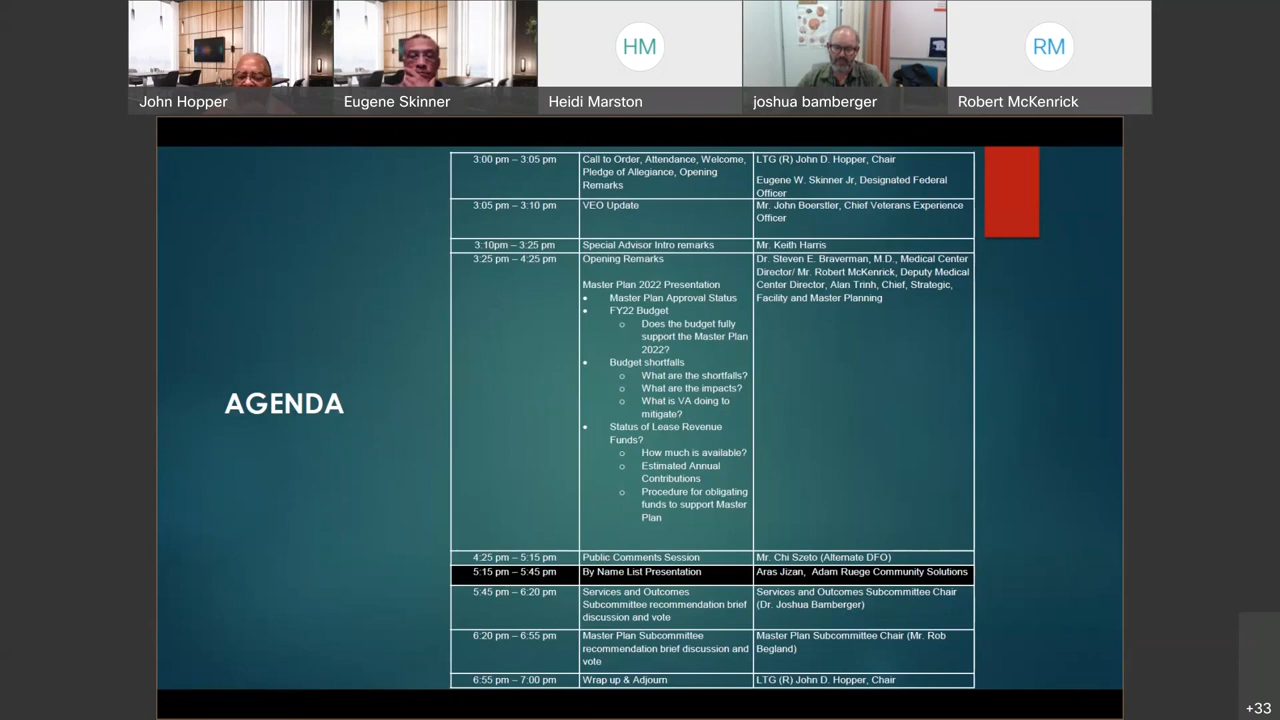 HM
RM
John Hopper
Eugene Skinner
Heidi Marston
joshua bamberger
Robert McKenrick
AGENDA
3:00 pm – 3:05 pm
Call to Order, Attendance, Welcome,
Pledge of Allegiance, Opening
Remarks
LTG (R) John D. Hopper, Chair
Eugene W. Skinner Jr, Designated Federal
Officer
3:05 pm – 3:10 pm
VEO Update
Mr. John Boerstler, Chief Veterans Experience
Officer
3:10pm – 3:25 pm
Special Advisor Intro remarks
Mr. Keith Harris
3:25 pm – 4:25 pm
Opening Remarks
Master Plan 2022 Presentation
• Master Plan Approval Status
• FY22 Budget
o Does the budget fully
support the Master Plan
2022?
• Budget shortfalls
o What are the shortfalls?
o What are the impacts?
o What is VA doing to
mitigate?
• Status of Lease Revenue
Funds?
o How much is available?
o Estimated Annual
Contributions
o Procedure for obligating
funds to support Master
Plan
Dr. Steven E. Braverman, M.D., Medical Center
Director/ Mr. Robert McKenrick, Deputy Medical
Center Director, Alan Trinh, Chief, Strategic,
Facility and Master Planning
4:25 pm – 5:15 pm
Public Comments Session
Mr. Chi Szeto (Alternate DFO)
5:15 pm – 5:45 pm
By Name List Presentation
Aras Jizan, Adam Ruege Community Solutions
5:45 pm – 6:20 pm
Services and Outcomes
Subcommittee recommendation brief
discussion and vote
Services and Outcomes Subcommittee Chair
(Dr. Joshua Bamberger)
6:20 pm – 6:55 pm
Master Plan Subcommittee
recommendation brief discussion and
vote
Master Plan Subcommittee Chair (Mr. Rob
Begland)
6:55 pm – 7:00 pm
Wrap up & Adjourn
LTG (R) John D. Hopper, Chair
+33